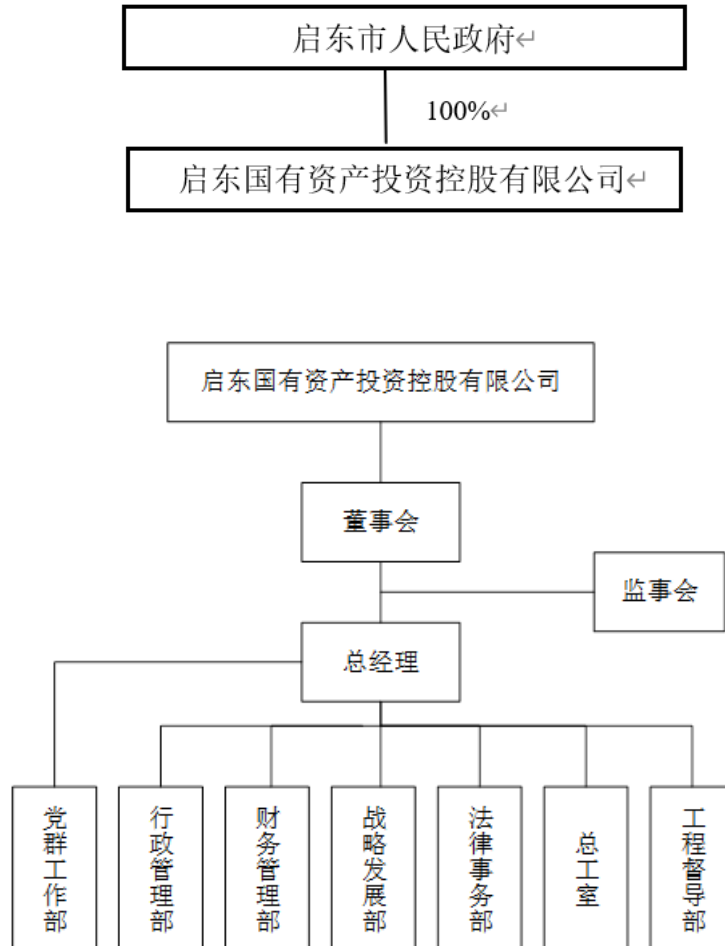 启东市人民政府↵
100%↵
启东国有资产投资控股有限公司↵
启东国有资产投资控股有限公司
董事会
监事会
总经理
党群工作部
行政管理部
财务管理部
战略发展部
法律事务部
总工室
工程督导部